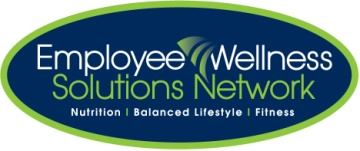 Employee Wellness
Solutions Network
Nutrition | Balanced Lifestyle | Fitness